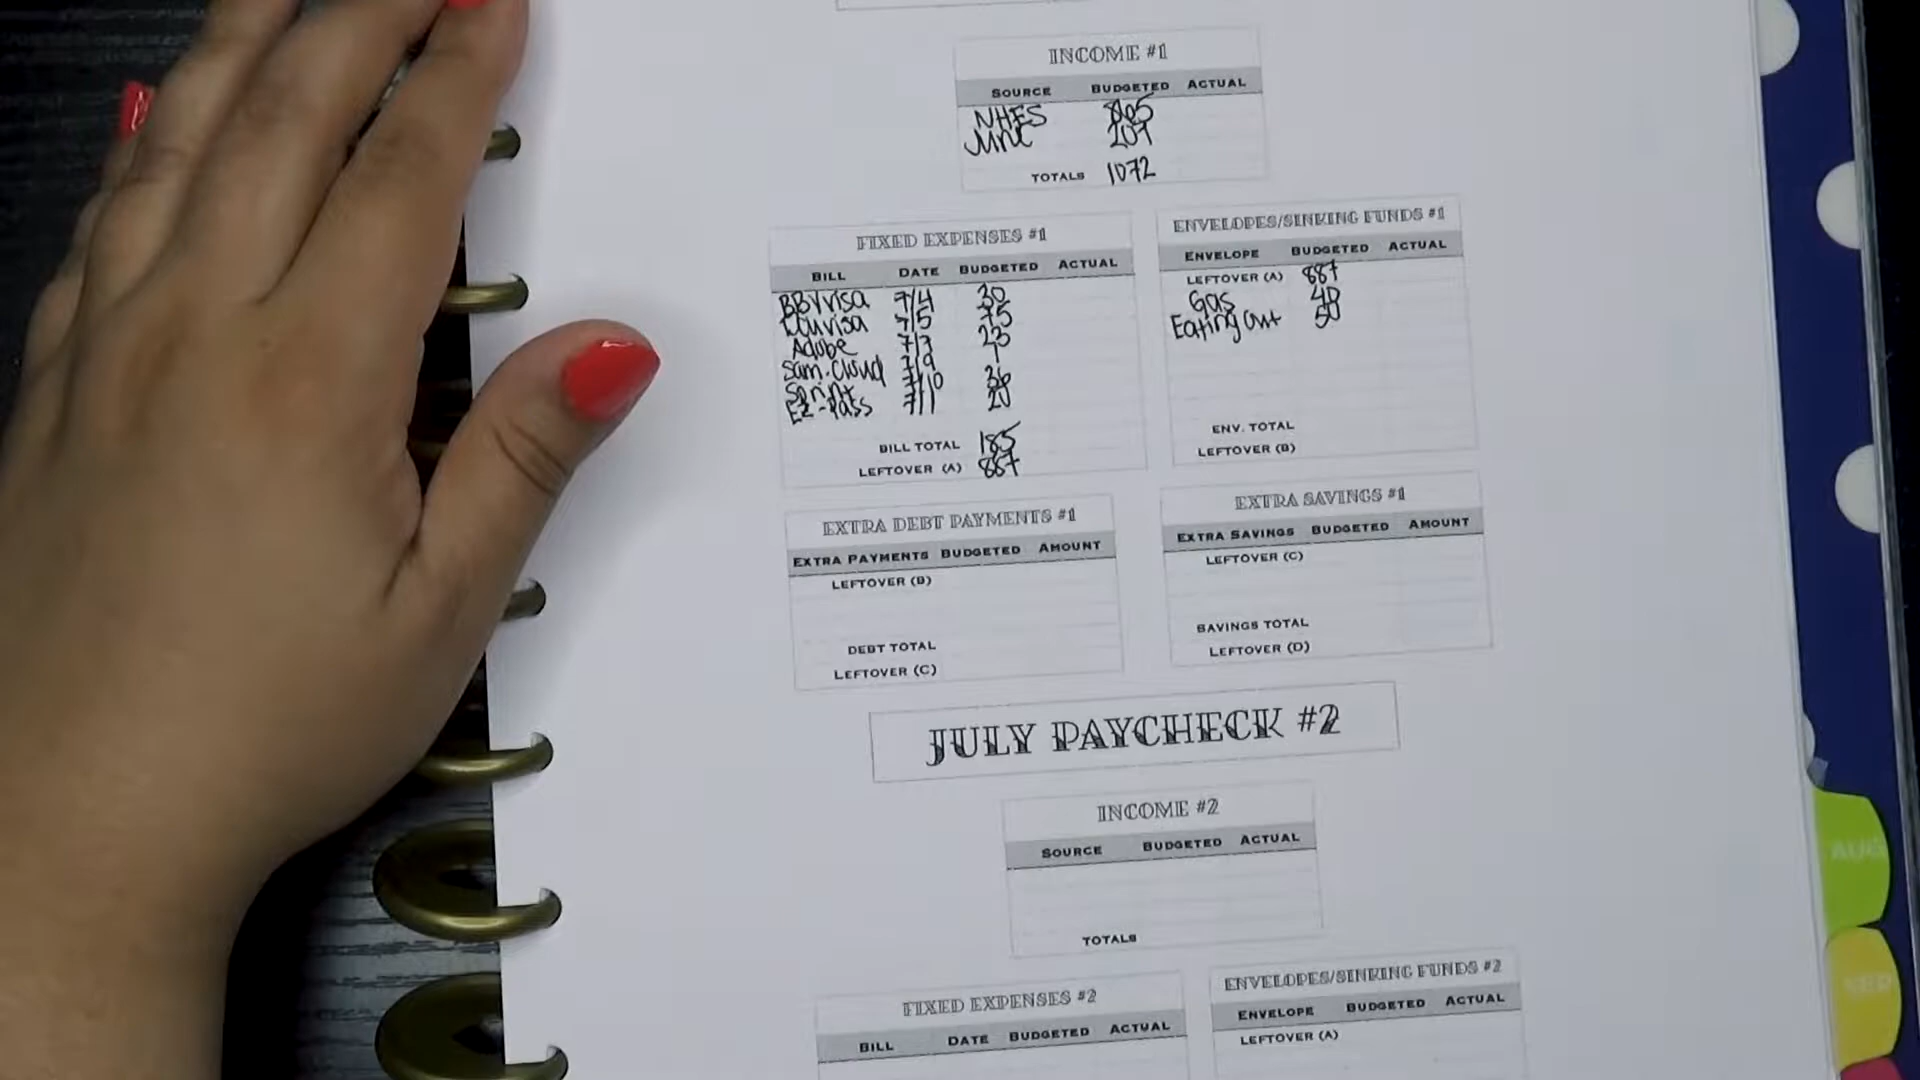 INCOME #1
SOURCE BUDGETED ACTUAL
NHES 865
207
TOTALS 1072
FIXED EXPENSES #1
BILL DATE BUDGETED ACTUAL
BBVisa 7/4 30
7/5 75
Adobe 7/7 23
Sam. Cloud 7/9 1
Sprint 7/10 36
EZ-Pass 7/11 20
BILL TOTAL 185
LEFTOVER (A) 887
ENVELOPES/SINKING FUNDS #1
ENVELOPE BUDGETED ACTUAL
LEFTOVER (A) 887
Gas 40
Eating Out 50
ENV. TOTAL
LEFTOVER (B)
EXTRA DEBT PAYMENTS #1
EXTRA PAYMENTS BUDGETED AMOUNT
LEFTOVER (B)
DEBT TOTAL
LEFTOVER (C)
EXTRA SAVINGS #1
EXTRA SAVINGS BUDGETED AMOUNT
LEFTOVER (C)
SAVINGS TOTAL
LEFTOVER (D)
JULY PAYCHECK #2
INCOME #2
SOURCE BUDGETED ACTUAL
TOTALS
FIXED EXPENSES #2
BILL DATE BUDGETED ACTUAL
ENVELOPES/SINKING FUNDS #2
ENVELOPE BUDGETED ACTUAL
LEFTOVER (A)
AUG
SEP